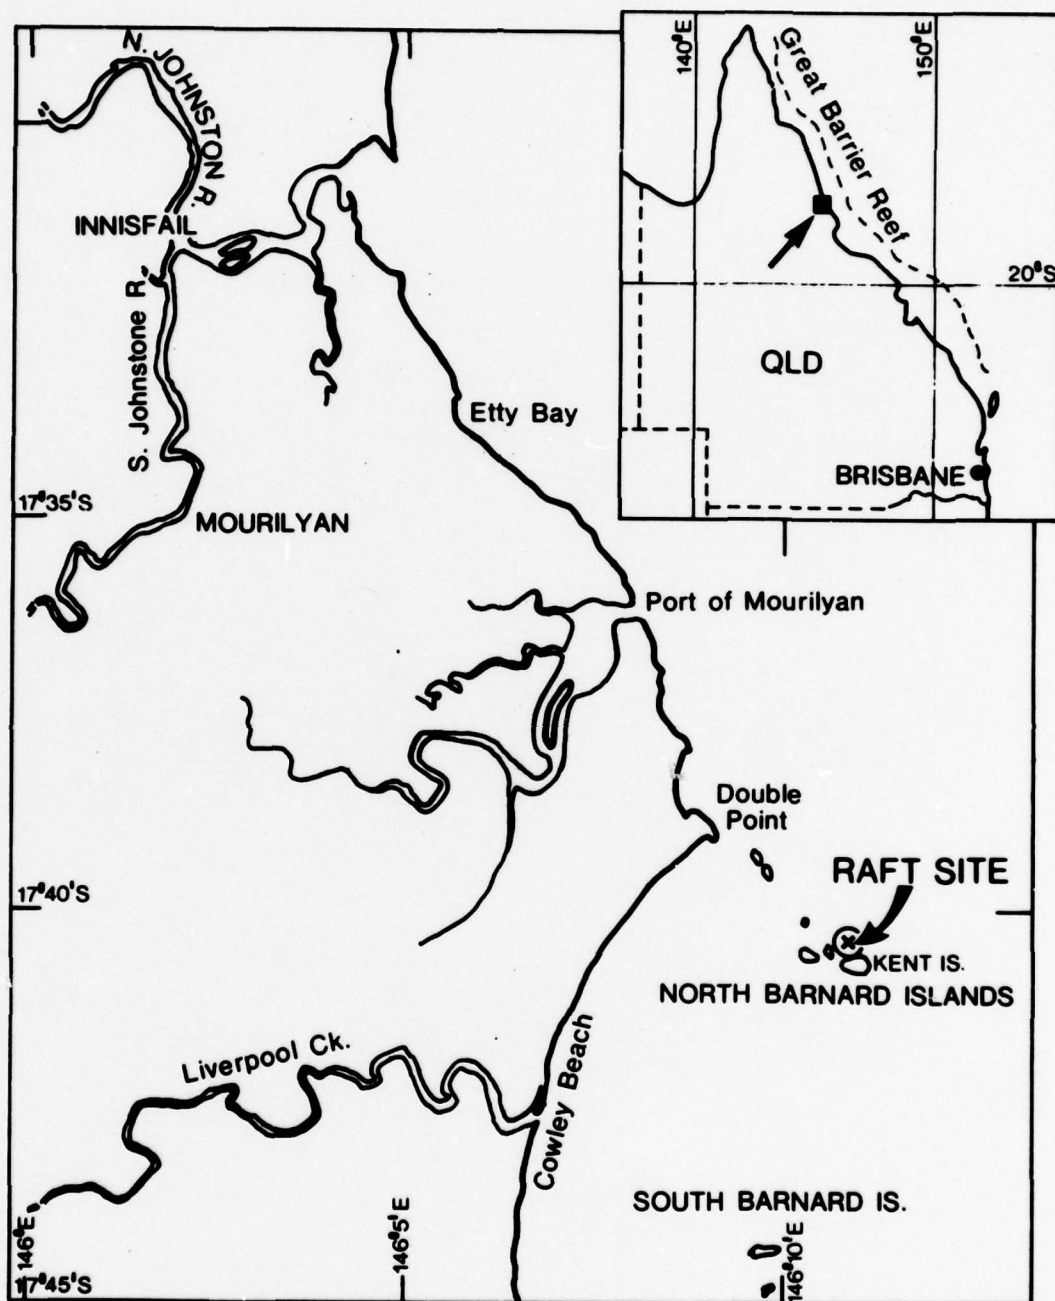 N. JOHNSTON R.
INNISFAIL
S. Johnstone R.
Etty Bay
17°35'S
MOURILYAN
Port of Mourilyan
Double
Point
17°40'S
RAFT SITE
KENT IS.
NORTH BARNARD ISLANDS
Liverpool Ck.
Cowley Beach
SOUTH BARNARD IS.
146°E
146°5'E
146°10'E
17°45'S
140°E
150°E
Great Barrier Reef
20°S
QLD
BRISBANE